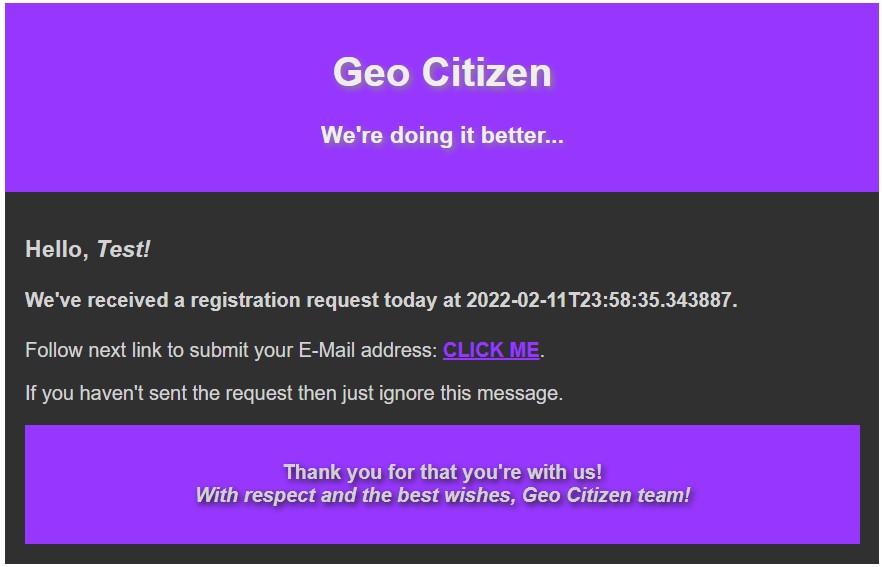 Geo Citizen
We're doing it better...
Hello, Test!
We've received a registration request today at 2022-02-11T23:58:35.343887.
Follow next link to submit your E-Mail address: CLICK ME.
If you haven't sent the request then just ignore this message.
Thank you for that you're with us!
With respect and the best wishes, Geo Citizen team!